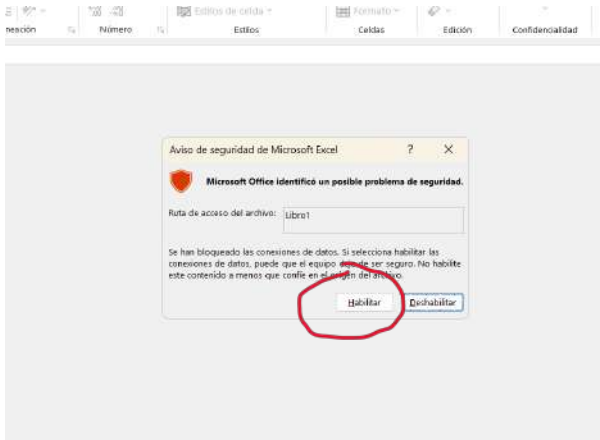 Estilos de celda
Formato
neación
Número
Estilos
Celdas
Edición
Confidencialidad
Aviso de seguridad de Microsoft Excel
?
Microsoft Office identificó un posible problema de seguridad.
Ruta de acceso del archivo:
Libro1
Se han bloqueado las conexiones de datos. Si selecciona habilitar las
conexiones de datos, puede que el equipo deje de ser seguro. No habilite
este contenido a menos que confíe en el origen del archivo.
Habilitar
Deshabilitar